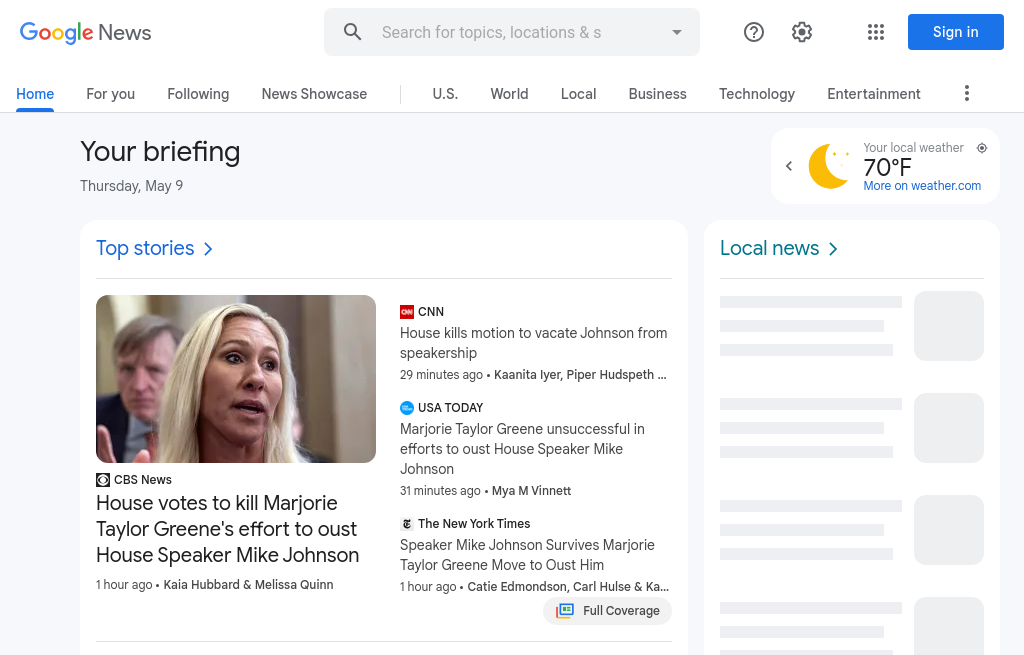 Google News
Search for topics, locations & s
Sign in
Home
For you
Following
News Showcase
U.S.
World
Local
Business
Technology
Entertainment
Your briefing
Thursday, May 9
Your local weather
70°F
More on weather.com
Top stories
CBS News
House votes to kill Marjorie
Taylor Greene's effort to oust
House Speaker Mike Johnson
1 hour ago • Kaia Hubbard & Melissa Quinn
CNN
House kills motion to vacate Johnson from
speakership
29 minutes ago • Kaanita Iyer, Piper Hudspeth ...
USA TODAY
Marjorie Taylor Greene unsuccessful in
efforts to oust House Speaker Mike
Johnson
31 minutes ago • Mya M Vinnett
The New York Times
Speaker Mike Johnson Survives Marjorie
Taylor Greene Move to Oust Him
1 hour ago • Catie Edmondson, Carl Hulse & Ka...
Full Coverage
Local news